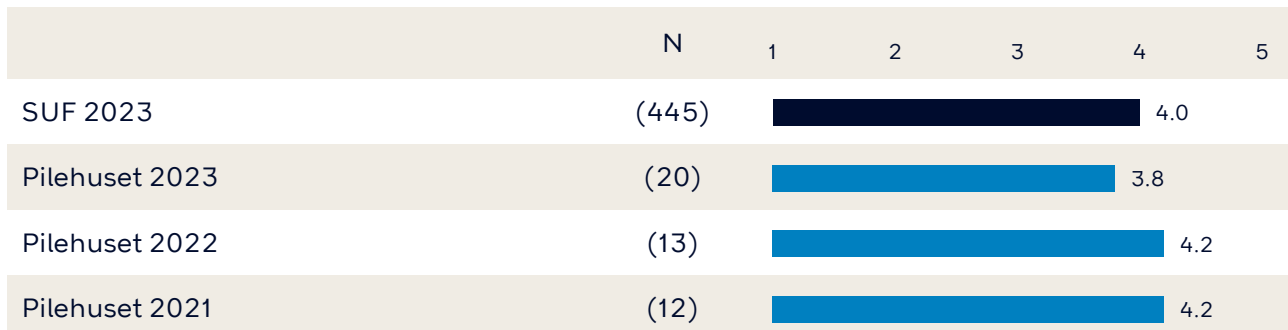 N 1 2 3 4 5
SUF 2023 (445) 4.0
Pilehuset 2023 (20) 3.8
Pilehuset 2022 (13) 4.2
Pilehuset 2021 (12) 4.2